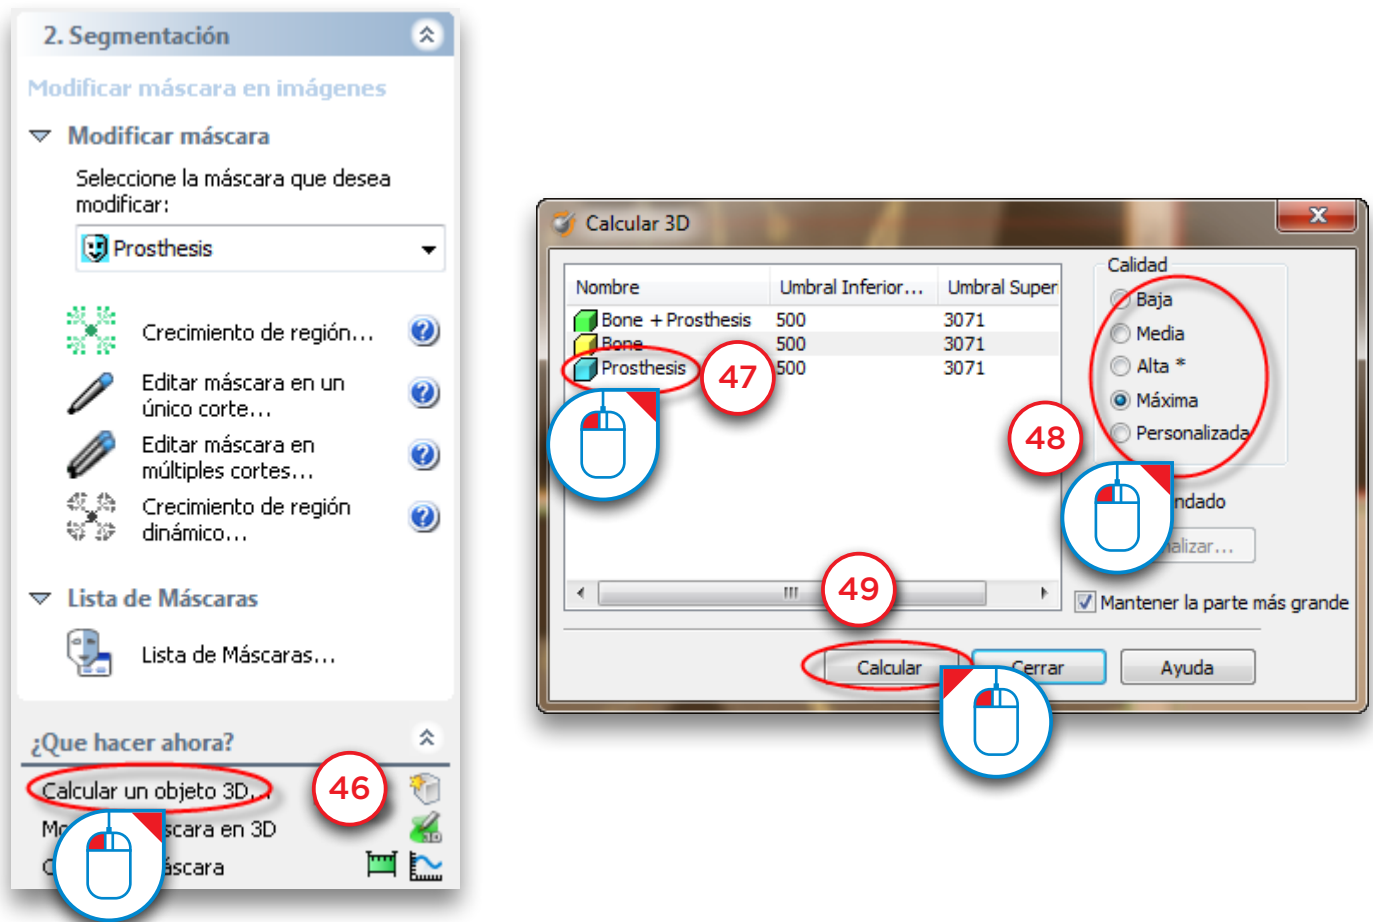 2. Segmentación
Modificar máscara en imágenes
Modificar máscara
Seleccione la máscara que desea
modificar:
Prosthesis
Crecimiento de región...
Editar máscara en un
único corte...
Editar máscara en
múltiples cortes...
Crecimiento de región
dinámico...
Lista de Máscaras
Lista de Máscaras...
¿Que hacer ahora?
Calcular un objeto 3D...
46
en 3D
Calcular 3D
X
Nombre Umbral Inferior... Umbral Super
Bone + Prosthesis 500 3071
Bone 500 3071
Prosthesis 500 3071
47
Calidad
Baja
Media
Alta *
Máxima
Personalizada
48
49
Mantener la parte más grande
Calcular Cerrar Ayuda